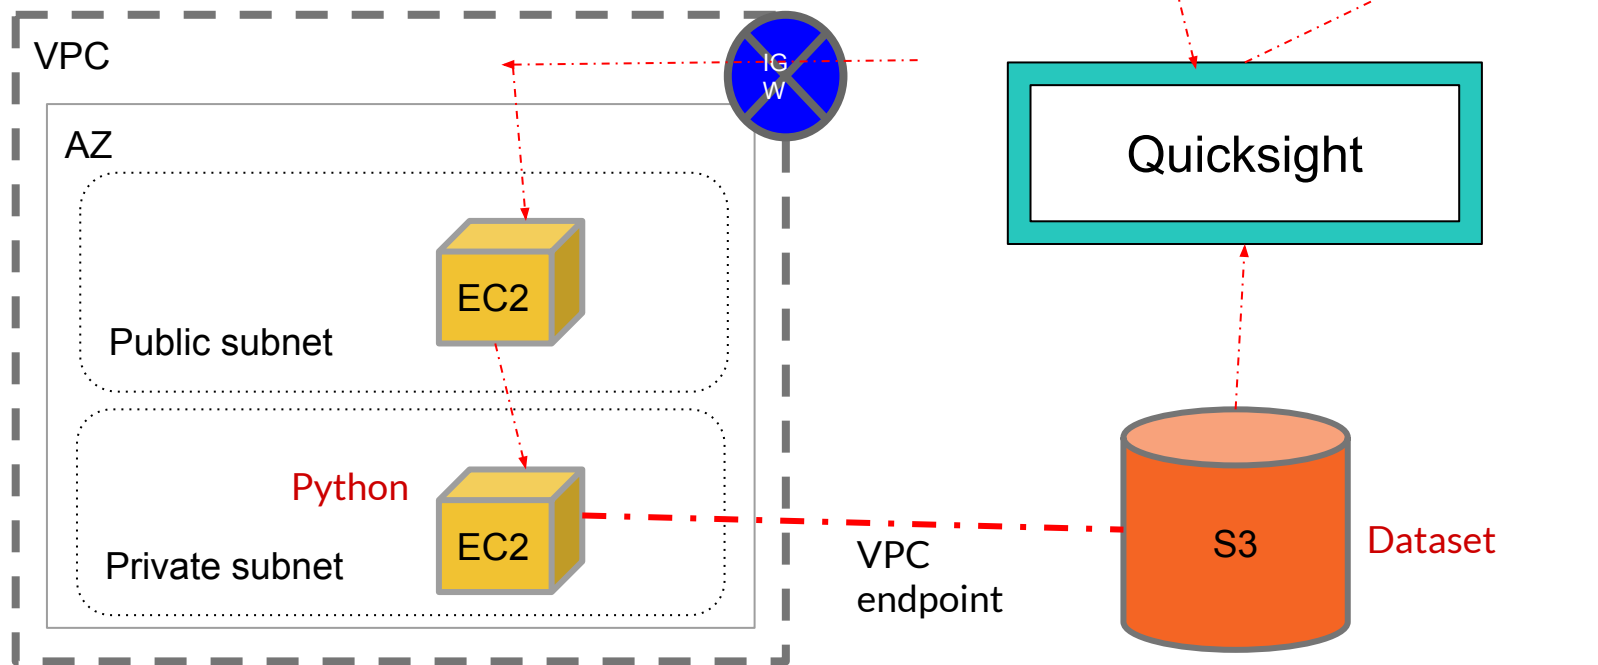 VPC
IG
W
AZ
Quicksight
EC2
Public subnet
Python
EC2
Private subnet
VPC
endpoint
S3
Dataset